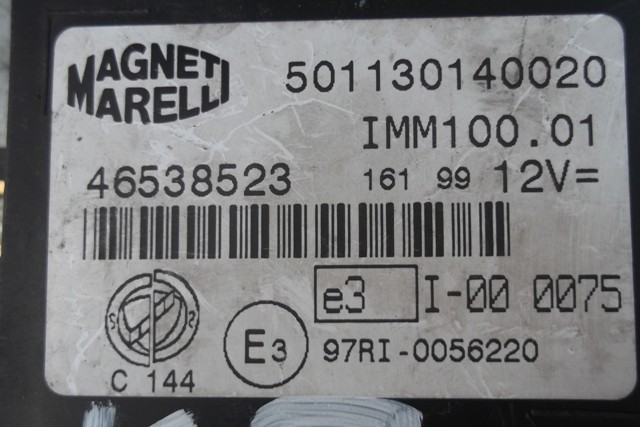 MAGNETI MARELLI
501130140020
IMM100.01
46538523 161 99 12V=
e3 I-00 0075
E3 97RI-0056220
C 144